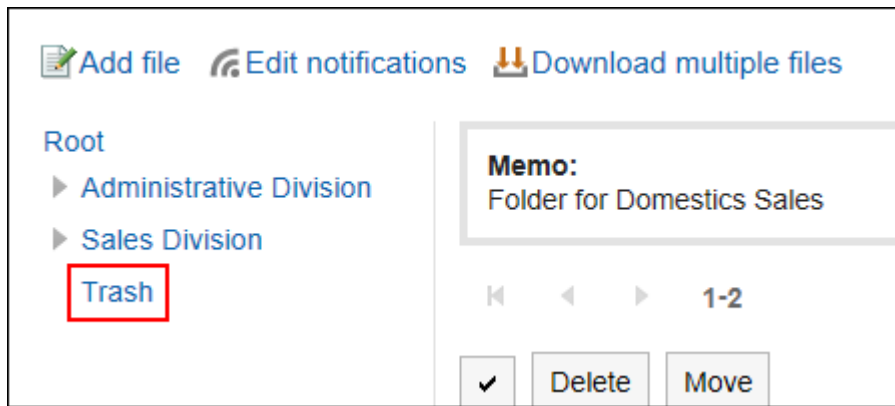 Add file Edit notifications Download multiple files
Root
Administrative Division
Sales Division
Trash
Memo:
Folder for Domestics Sales
1-2
Delete Move